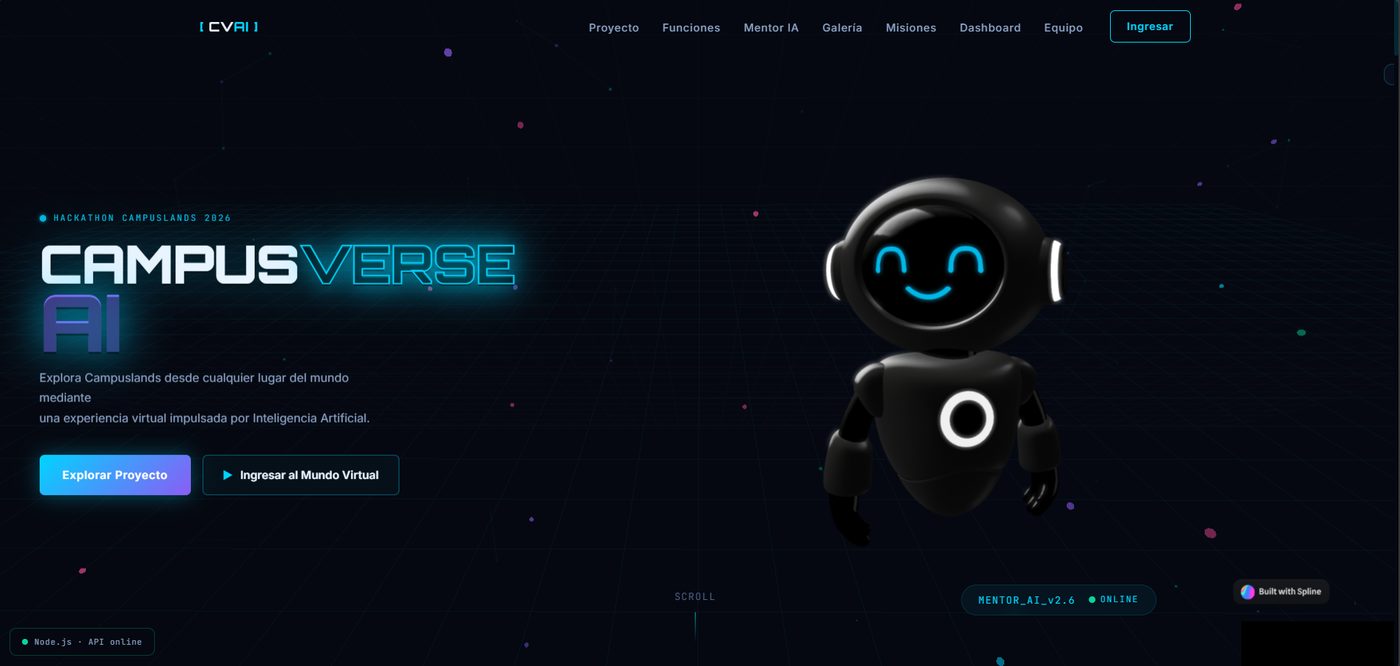 [ CVAI ]
Proyecto Funciones Mentor IA Galería Misiones Dashboard Equipo Ingresar
HACKATHON CAMPUSLANDS 2026
CAMPUSVERSE
AI
Explora Campuslands desde cualquier lugar del mundo
mediante
una experiencia virtual impulsada por Inteligencia Artificial.
Explorar Proyecto ▶ Ingresar al Mundo Virtual
SCROLL
MENTOR_AI_v2.6 ONLINE
Built with Spline
Node.js · API online